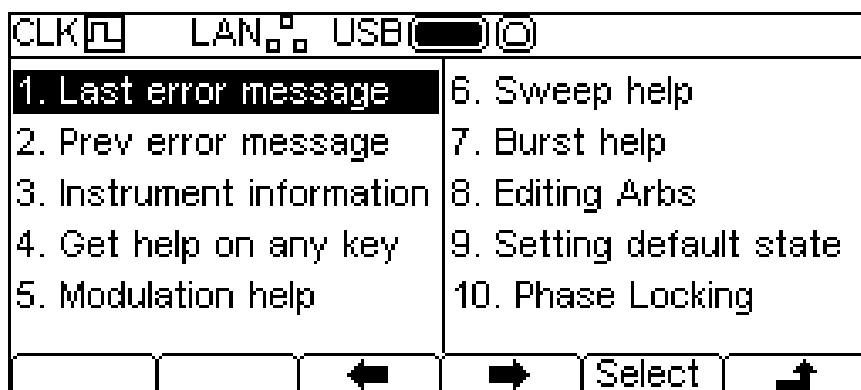 CLK LAN USB
1. Last error message
2. Prev error message
3. Instrument information
4. Get help on any key
5. Modulation help
6. Sweep help
7. Burst help
8. Editing Arbs
9. Setting default state
10. Phase Locking
Select